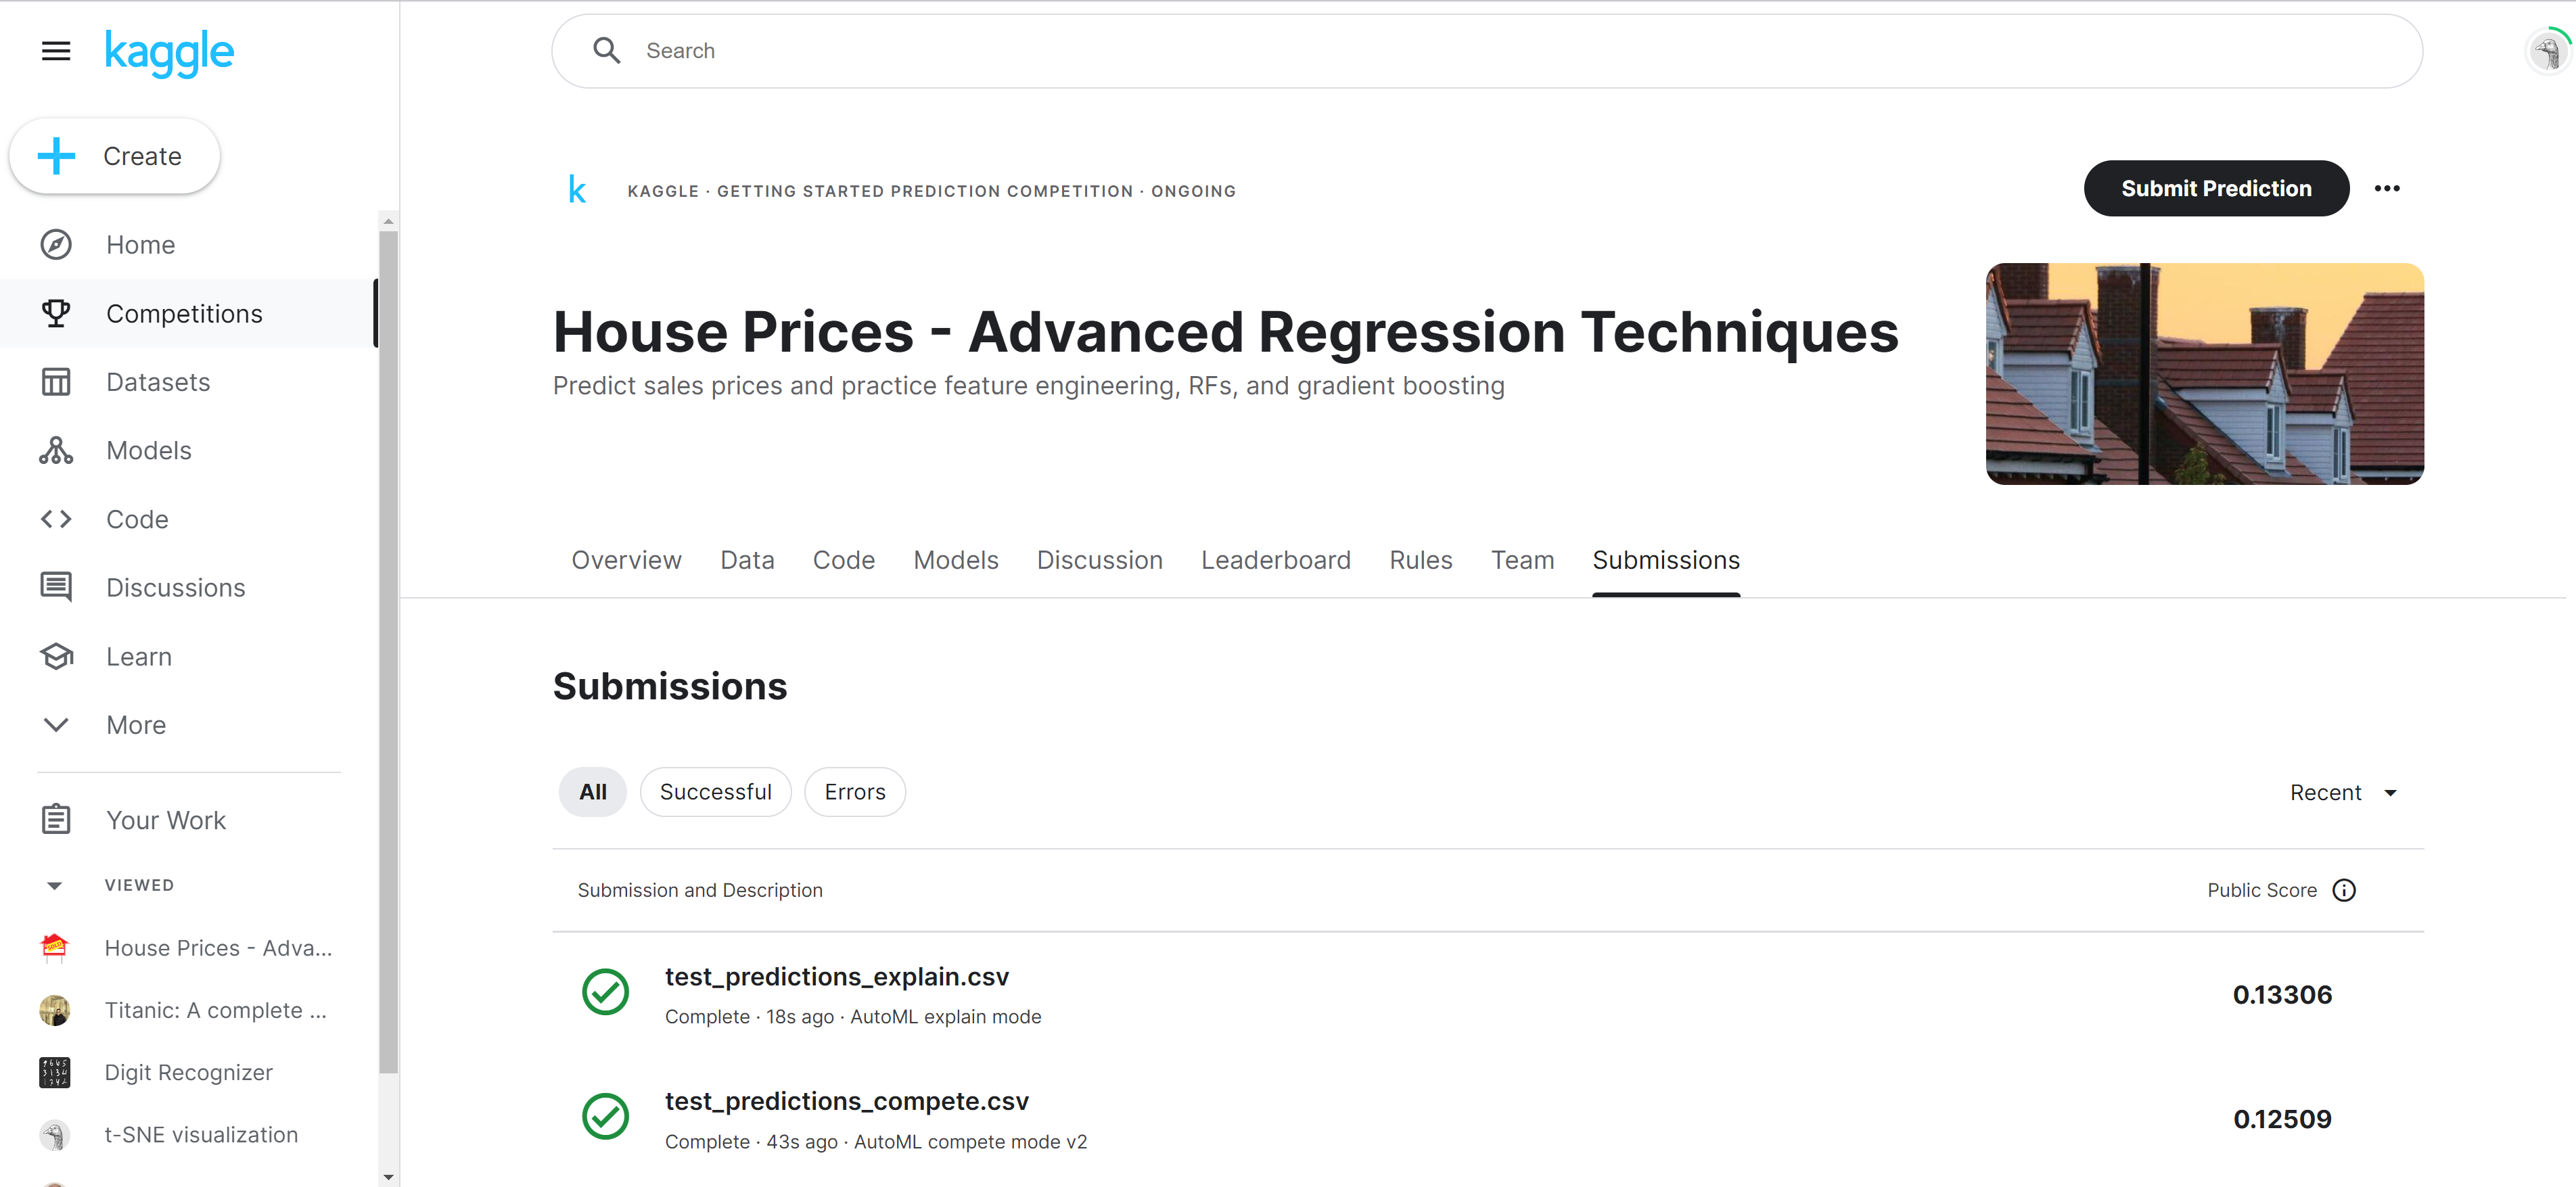 kaggle
Search
Create
Home
Competitions
Datasets
Models
Code
Discussions
Learn
More
Your Work
VIEWED
House Prices - Adva...
Titanic: A complete ...
Digit Recognizer
t-SNE visualization
k
KAGGLE · GETTING STARTED PREDICTION COMPETITION · ONGOING
Submit Prediction
House Prices - Advanced Regression Techniques
Predict sales prices and practice feature engineering, RFs, and gradient boosting
Overview Data Code Models Discussion Leaderboard Rules Team Submissions
Submissions
All Successful Errors
Recent
Submission and Description Public Score
test_predictions_explain.csv
0.13306
Complete · 18s ago · AutoML explain mode
test_predictions_compete.csv
0.12509
Complete · 43s ago · AutoML compete mode v2